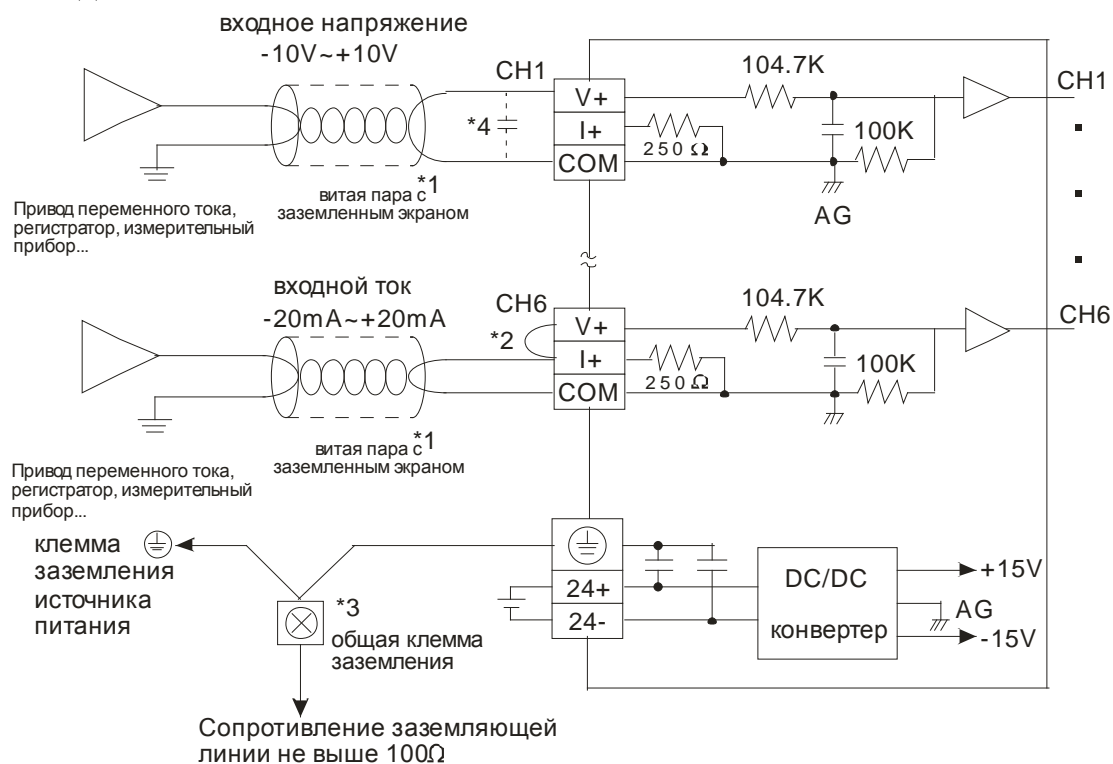 входное напряжение
-10V~+10V
CH1
V+
I+
COM
*4
250 Ω
104.7K
100K
AG
CH1
витая пара с *1
заземленным экраном
Привод переменного тока,
регистратор, измерительный
прибор...
входной ток
-20mA~+20mA
CH6
*2
V+
I+
COM
250 Ω
104.7K
100K
CH6
витая пара с *1
заземленным экраном
Привод переменного тока,
регистратор, измерительный
прибор...
клемма
заземления
источника
питания
*3
общая клемма
заземления
24+
24-
DC/DC
конвертер
+15V
AG
-15V
Сопротивление заземляющей
линии не выше 100Ω